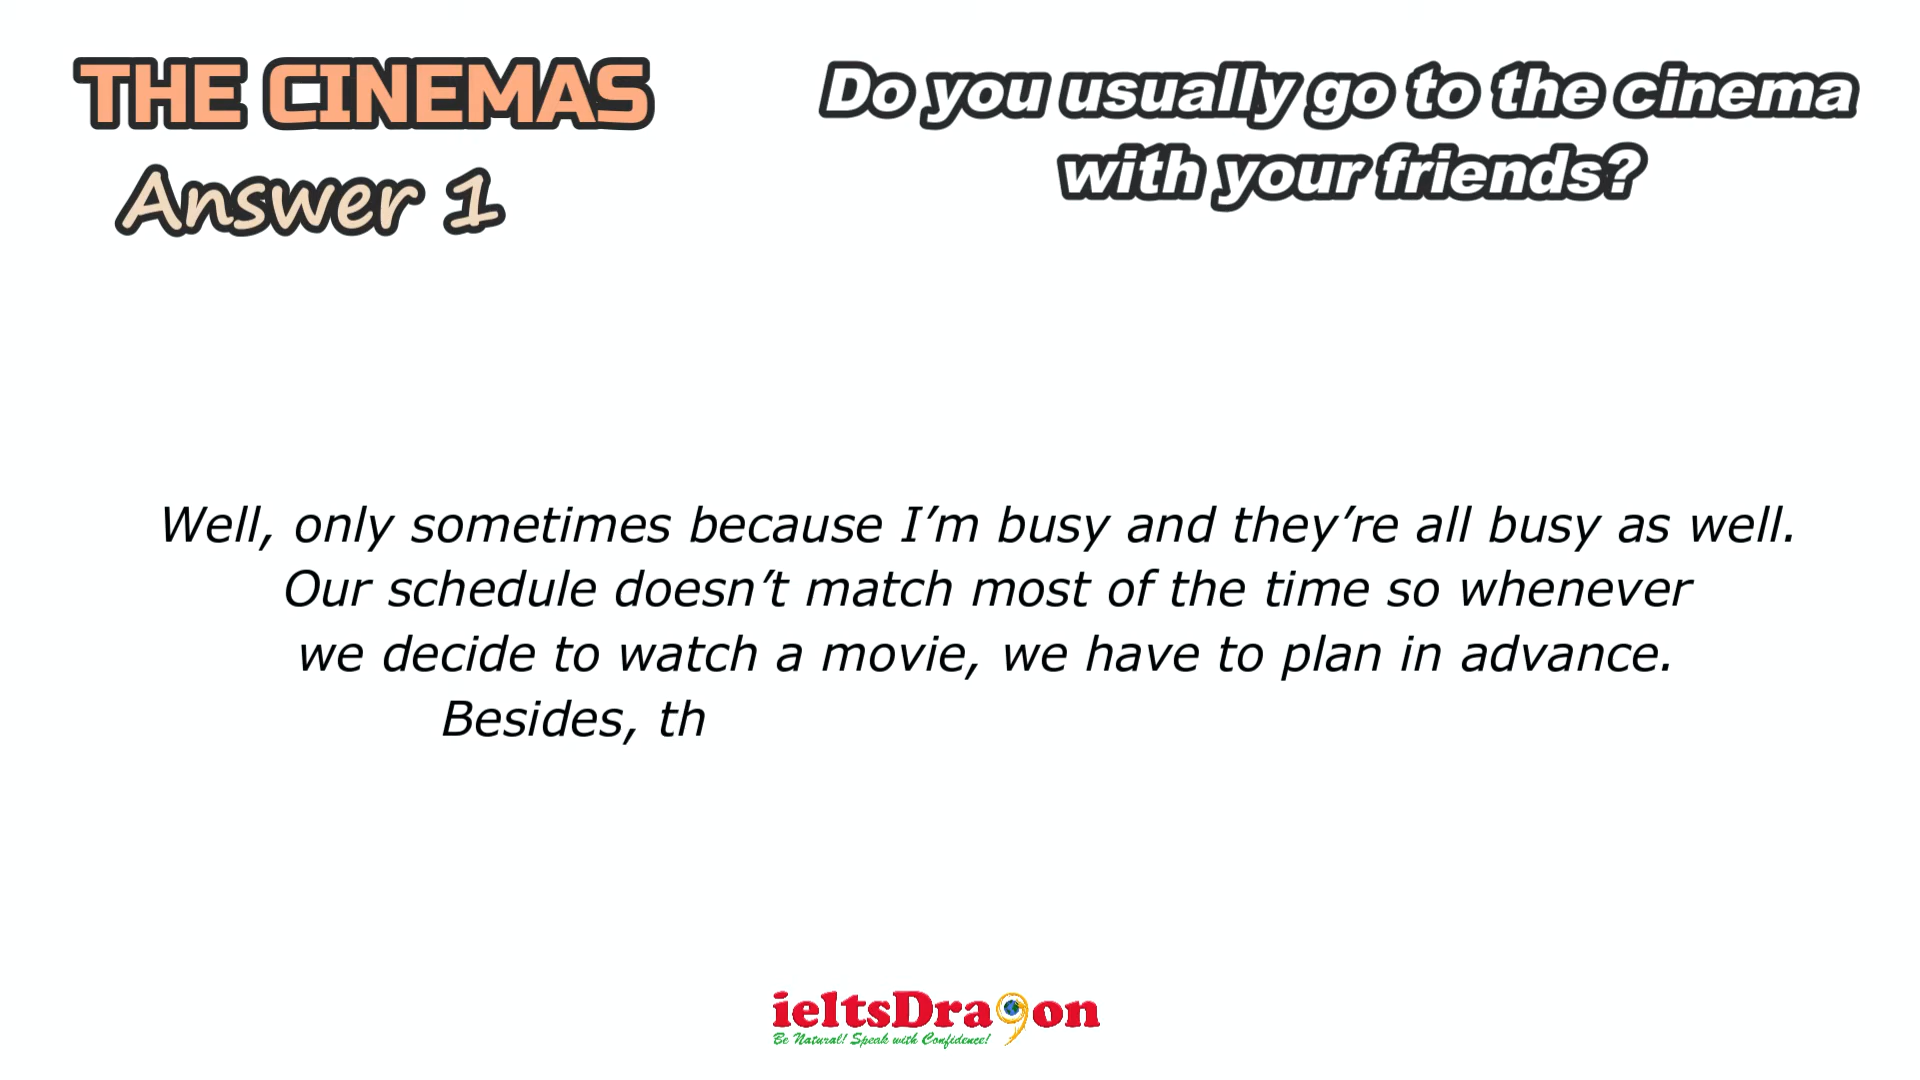 THE CINEMAS
Answer 1
Do you usually go to the cinema
with your friends?
Well, only sometimes because I’m busy and they’re all busy as well.
Our schedule doesn’t match most of the time so whenever
we decide to watch a movie, we have to plan in advance.
Besides, th
ieltsDra9on
Be Natural! Speak with Confidence!